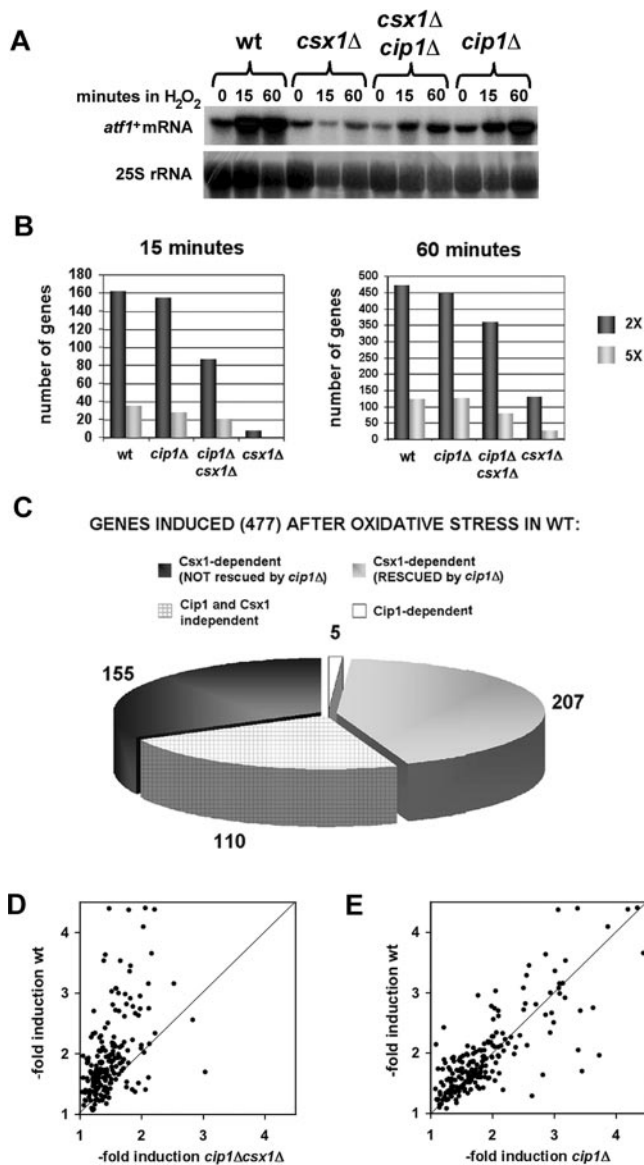 A
wt csx1Δ csx1Δ cip1Δ cip1Δ
minutes in H2O2 0 15 60 0 15 60 0 15 60 0 15 60
atf1+ mRNA
25S rRNA
B
15 minutes
number of genes
180
160
140
120
100
80
60
40
20
0
wt cip1Δ cip1Δ csx1Δ csx1Δ
60 minutes
number of genes
500
450
400
350
300
250
200
150
100
50
0
wt cip1Δ cip1Δ csx1Δ csx1Δ
2X
5X
C
GENES INDUCED (477) AFTER OXIDATIVE STRESS IN WT:
Csx1-dependent
(NOT rescued by cip1Δ)
Csx1-dependent
(RESCUED by cip1Δ)
Cip1 and Csx1
independent
Cip1-dependent
5
155
207
110
D
-fold induction wt
4
3
2
1
1 2 3 4
-fold induction cip1Δcsx1Δ
E
-fold induction wt
4
3
2
1
1 2 3 4
-fold induction cip1Δ